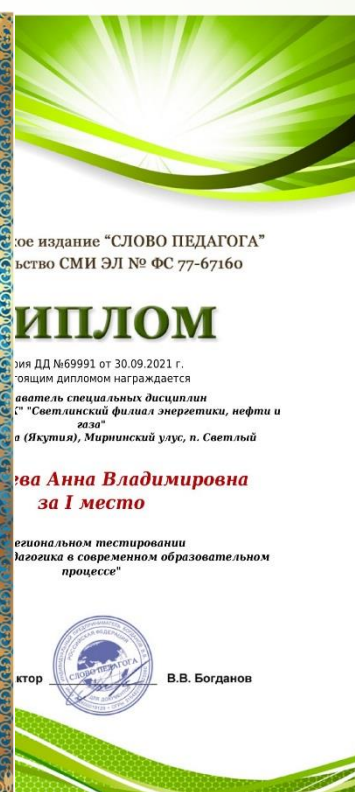 кое издание “СЛОВО ПЕДАГОГА”
ьство СМИ ЭЛ № ФС 77-67160
ИПЛОМ
рия ДД №69991 от 30.09.2021 г.
тоящим дипломом награждается
аватель специальных дисциплин
" "Светлинский филиал энергетики, нефти и
газа"
а (Якутия), Мирнинский улус, п. Светлый
ева Анна Владимировна
за I место
егиональном тестировании
дагогика в современном образовательном
процессе"
СЛОВО ПЕДАГОГА
ктор В.В. Богданов